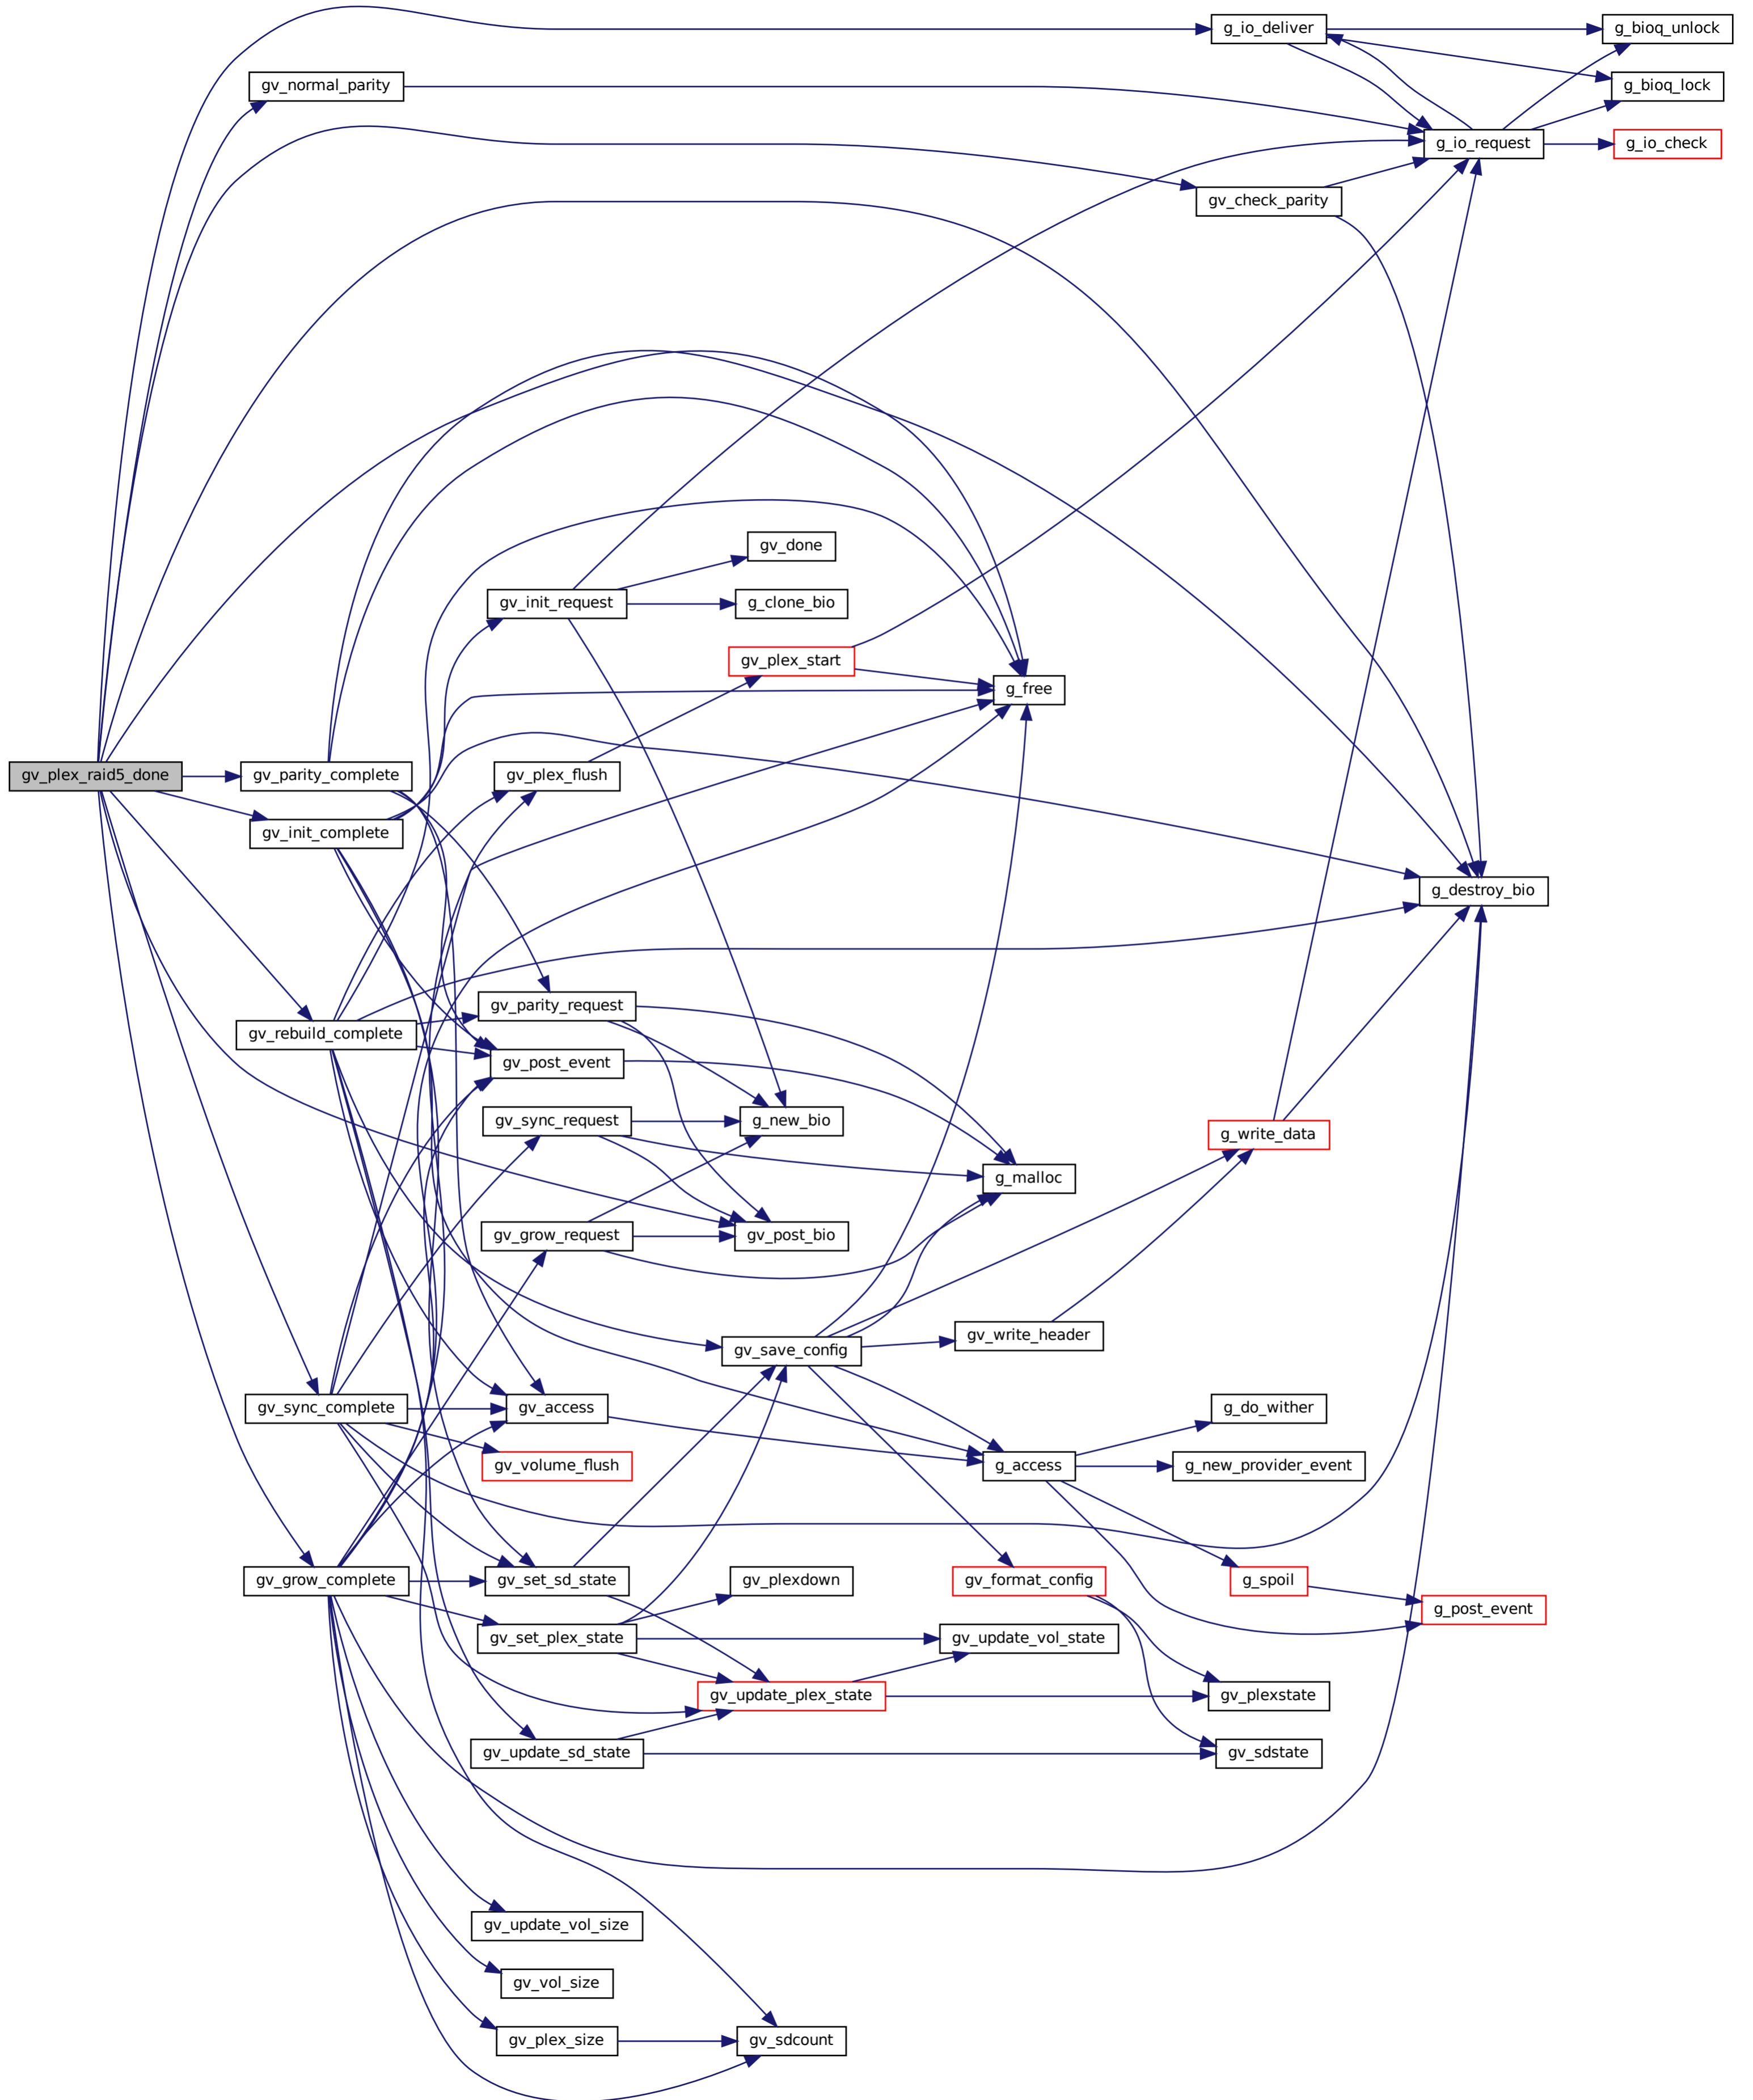 g_io_deliver
g_bioq_unlock
gv_normal_parity
g_bioq_lock
g_io_request
g_io_check
gv_check_parity
gv_done
gv_init_request
g_clone_bio
gv_plex_start
g_free
gv_plex_raid5_done
gv_parity_complete
gv_plex_flush
gv_init_complete
g_destroy_bio
gv_parity_request
gv_rebuild_complete
gv_post_event
gv_sync_request
g_new_bio
g_write_data
g_malloc
gv_grow_request
gv_post_bio
gv_write_header
gv_save_config
gv_sync_complete
gv_access
g_do_wither
gv_volume_flush
g_access
g_new_provider_event
gv_grow_complete
gv_set_sd_state
gv_plexdown
gv_format_config
g_spoil
g_post_event
gv_set_plex_state
gv_update_vol_state
gv_update_plex_state
gv_plexstate
gv_update_sd_state
gv_sdstate
gv_update_vol_size
gv_vol_size
gv_plex_size
gv_sdcount